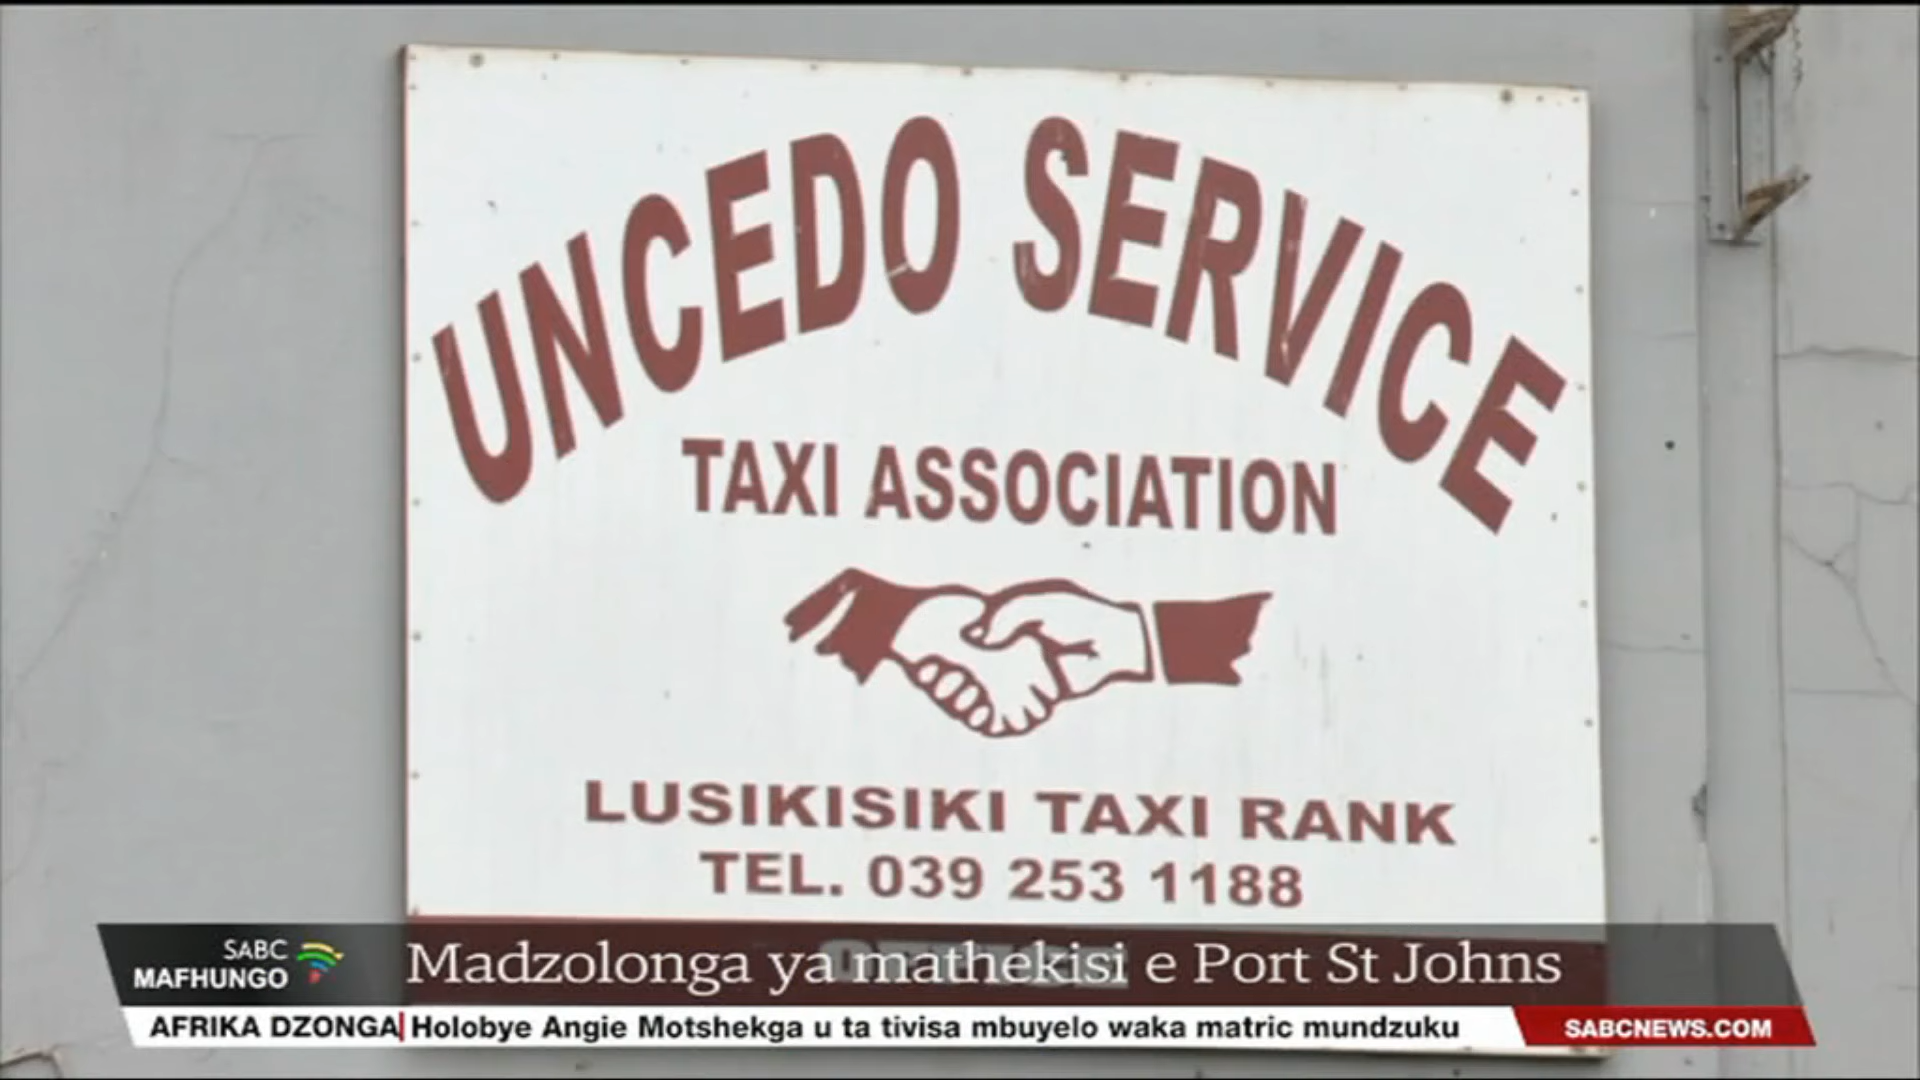 UNCEDO SERVICE
TAXI ASSOCIATION
LUSIKISIKI TAXI RANK
TEL. 039 253 1188
SABC
MAFHUNGO
Madzolonga ya mathekisi e Port St Johns
AFRIKA DZONGA| Holobye Angie Motshekga u ta tivisa mbuyelo waka matric mundzuku
SABCNEWS.COM